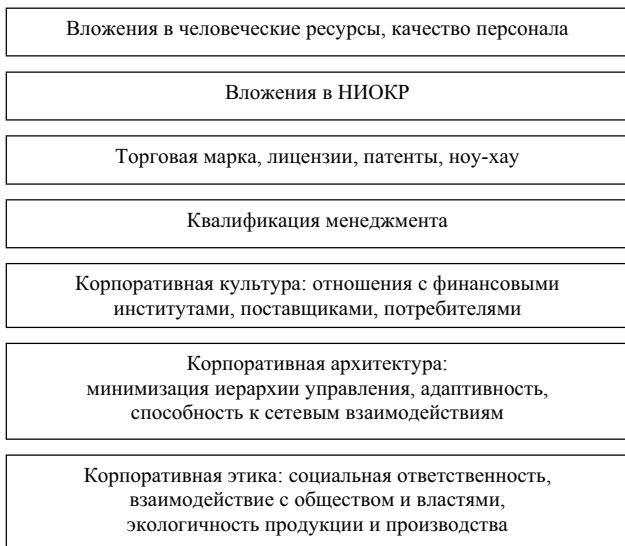 Вложения в человеческие ресурсы, качество персонала
Вложения в НИОКР
Торговая марка, лицензии, патенты, ноу-хау
Квалификация менеджмента
Корпоративная культура: отношения с финансовыми
институтами, поставщиками, потребителями
Корпоративная архитектура:
минимизация иерархии управления, адаптивность,
способность к сетевым взаимодействиям
Корпоративная этика: социальная ответственность,
взаимодействие с обществом и властями,
экологичность продукции и производства